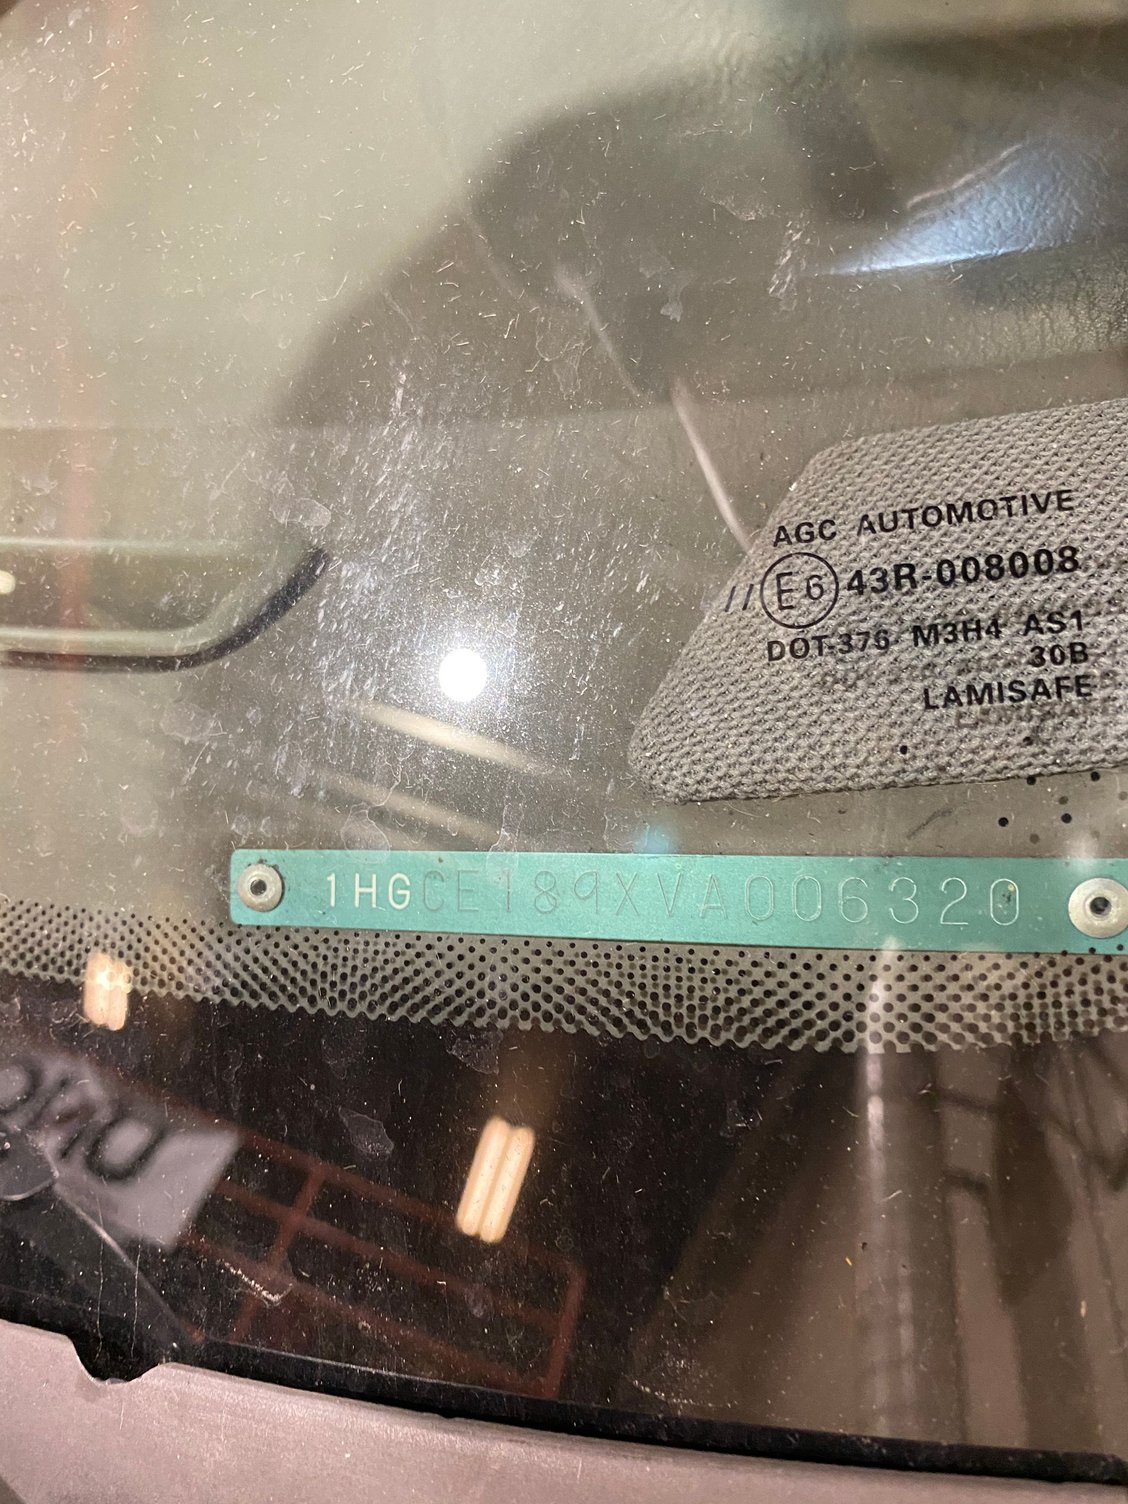 AGC AUTOMOTIVE
// E6 43R-008008
DOT-376 M3H4 AS1
30B
LAMISAFE
1HGCE189XVA006320